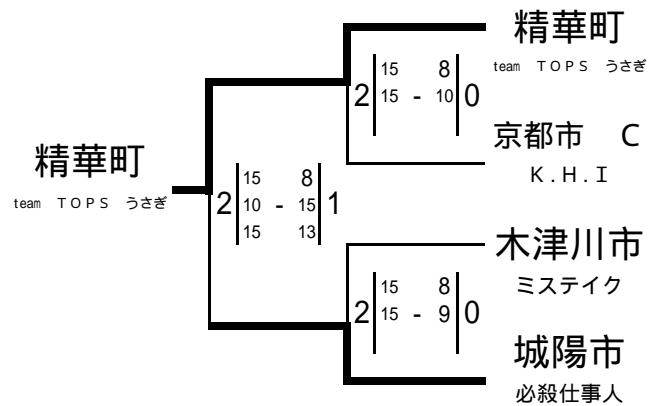 精華町
team TOPS うさぎ
2 15 8 0
15 - 10
京都市 C
K.H.I
精華町
team TOPS うさぎ
2 15 8 1
10 - 15
15 13
木津川市
ミステイク
2 15 8 0
15 - 9
城陽市
必殺仕事人